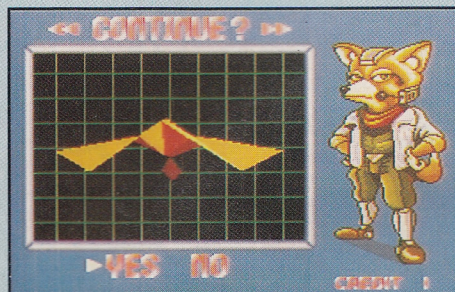 << CONTINUE? >>
►YES NO
CREDIT 1